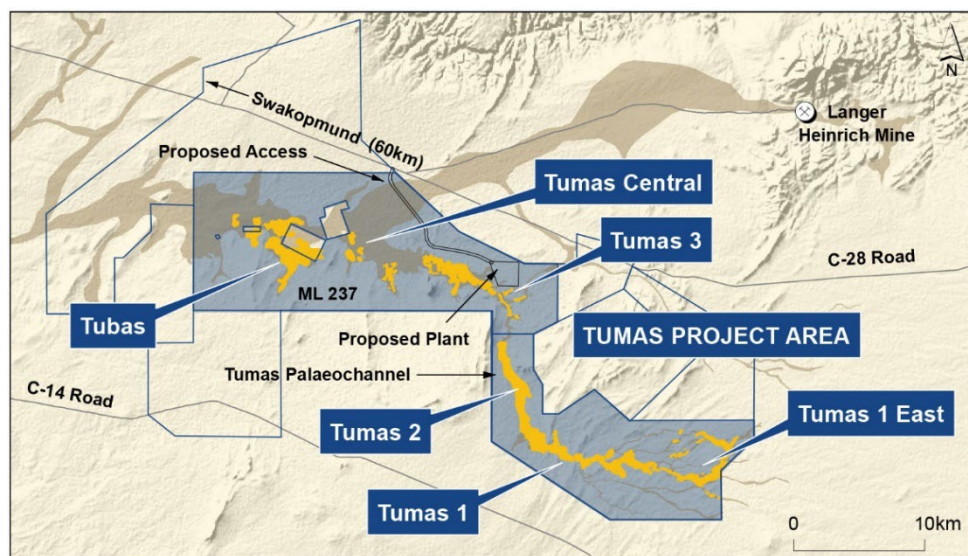 N
Swakopmund (60km)
Langer
Heinrich Mine
Proposed Access
Tumas Central
Tumas 3
C-28 Road
ML 237
Tubas
Proposed Plant
TUMAS PROJECT AREA
Tumas Palaeochannel
C-14 Road
Tumas 2
Tumas 1 East
Tumas 1
0 10km